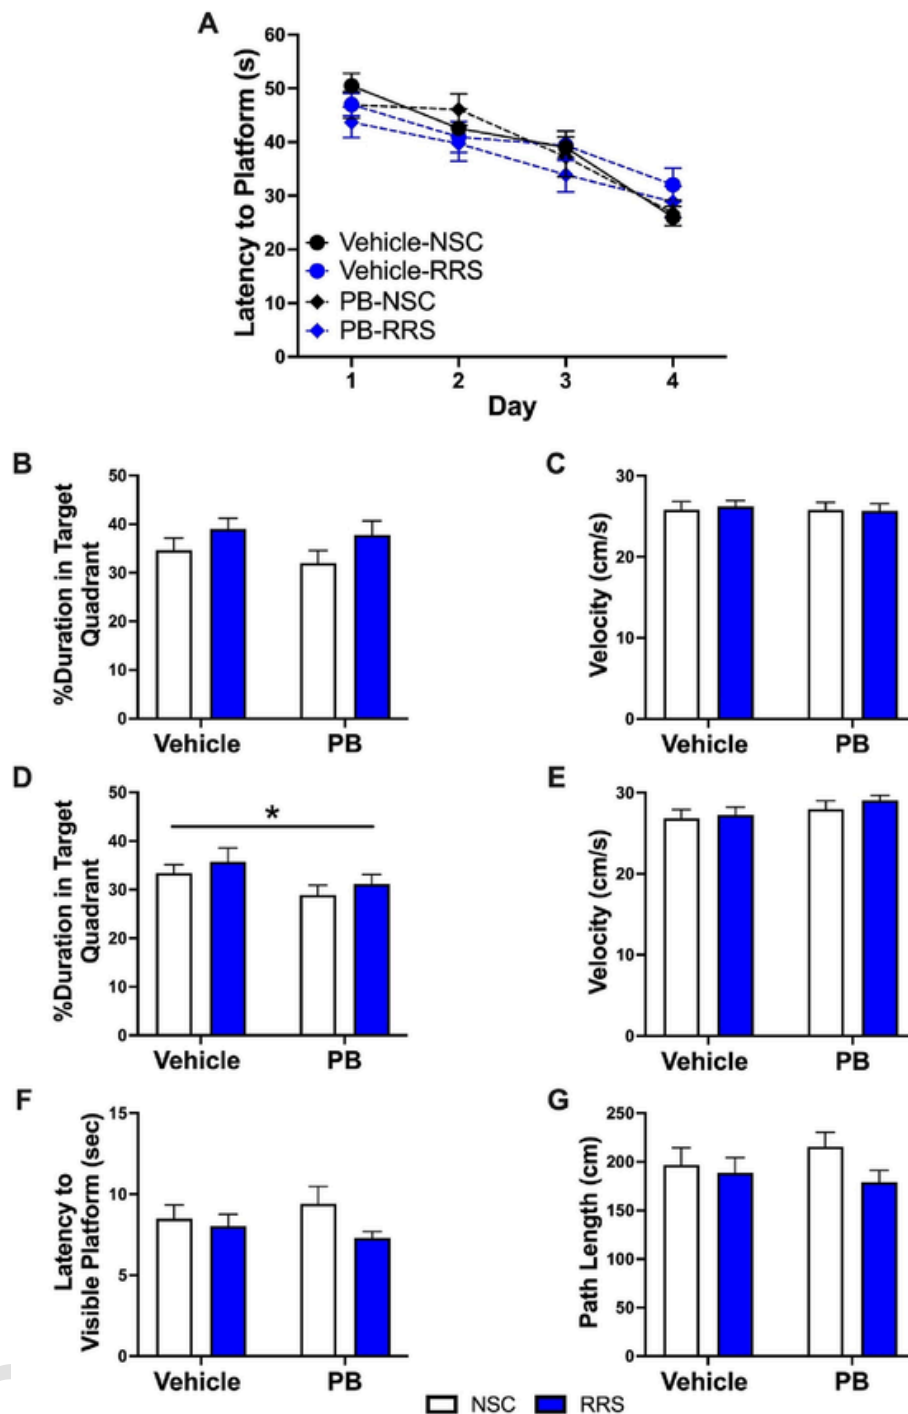 A
Latency to Platform (s)
60
50
40
30
20
10
0
Vehicle-NSC
Vehicle-RRS
PB-NSC
PB-RRS
1 2 3 4
Day
B
%Duration in Target
Quadrant
50
40
30
20
10
0
Vehicle PB
C
Velocity (cm/s)
30
20
10
0
Vehicle PB
D
%Duration in Target
Quadrant
50
40
30
20
10
0
*
Vehicle PB
E
Velocity (cm/s)
30
20
10
0
Vehicle PB
F
Latency to
Visible Platform (sec)
15
10
5
0
Vehicle PB
G
Path Length (cm)
250
200
150
100
50
0
Vehicle PB
NSC RRS